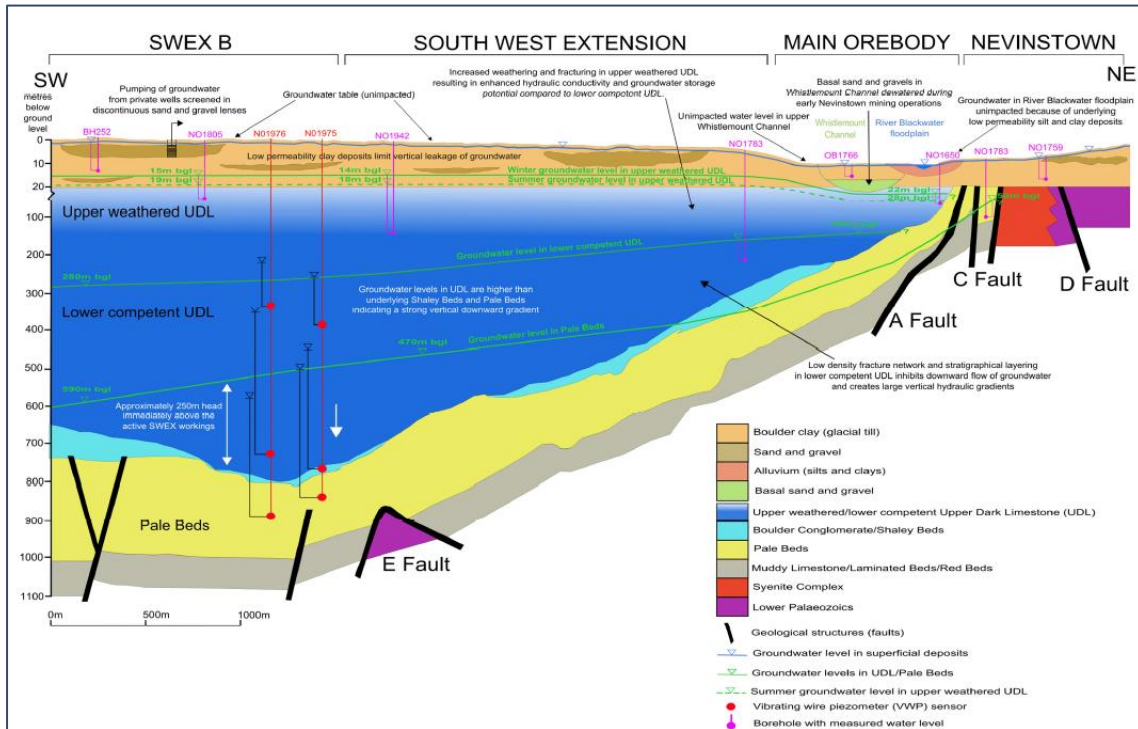 SWEX B
SOUTH WEST EXTENSION
MAIN OREBODY
NEVINSTOWN
SW
NE
metres
below
ground
level
Pumping of groundwater
from private wells screened in
discontinuous sand and gravel lenses
Groundwater table (unimpacted)
Increased weathering and fracturing in upper weathered UDL
resulting in enhanced hydraulic conductivity and groundwater storage
potential compared to lower competent UDL.
Unimpacted water level in upper
Whistlemount Channel
Basal sand and gravels in
Whistlemount Channel dewatered during
early Nevinstown mining operations
Groundwater in River Blackwater floodplain
unimpacted because of underlying
low permeability silt and clay deposits
Whistlemount
Channel
River Blackwater
floodplain
BH252
NO1805
N01976
N01975
NO1942
NO1783
OB1766
NO1650
NO1783
NO1759
0
10
20
100
200
300
400
500
600
700
800
900
1000
1100
Low permeability clay deposits limit vertical leakage of groundwater
15m bgl
19m bgl
14m bgl
18m bgl
Winter groundwater level in upper weathered UDL
Summer groundwater level in upper weathered UDL
22m bgl
28m bgl
Upper weathered UDL
280m bgl
Groundwater level in lower competent UDL
Lower competent UDL
Groundwater levels in UDL are higher than
underlying Shaley Beds and Pale Beds
indicating a strong vertical downward gradient
590m bgl
470m bgl
Groundwater level in Pale Beds
Approximately 250m head
immediately above the
active SWEX workings
Pale Beds
E Fault
A Fault
C Fault
D Fault
Low density fracture network and stratigraphical layering
in lower competent UDL inhibits downward flow of groundwater
and creates large vertical hydraulic gradients
0m
500m
1000m
Boulder clay (glacial till)
Sand and gravel
Alluvium (silts and clays)
Basal sand and gravel
Upper weathered/lower competent Upper Dark Limestone (UDL)
Boulder Conglomerate/Shaley Beds
Pale Beds
Muddy Limestone/Laminated Beds/Red Beds
Syenite Complex
Lower Palaeozoics
Geological structures (faults)
Groundwater level in superficial deposits
Groundwater levels in UDL/Pale Beds
Summer groundwater level in upper weathered UDL
Vibrating wire piezometer (VWP) sensor
Borehole with measured water level